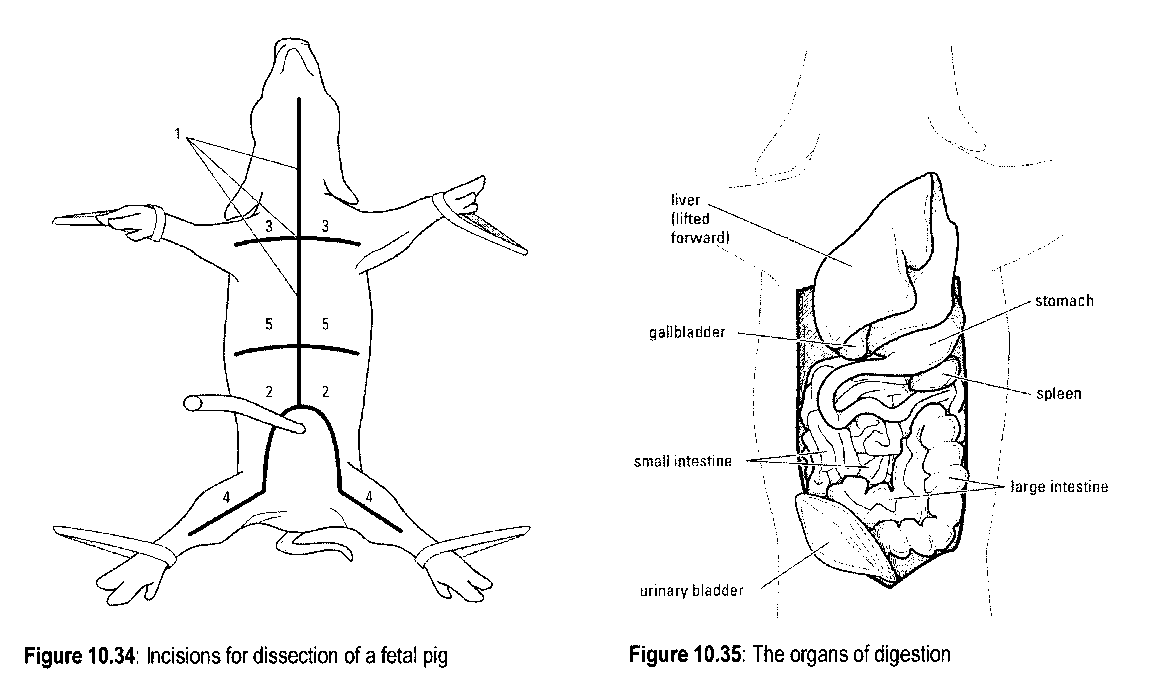 1
3 3
5 5
2 2
4 4
Figure 10.34: Incisions for dissection of a fetal pig
liver
(lifted
forward)
gallbladder
stomach
spleen
small intestine
large intestine
urinary bladder
Figure 10.35: The organs of digestion